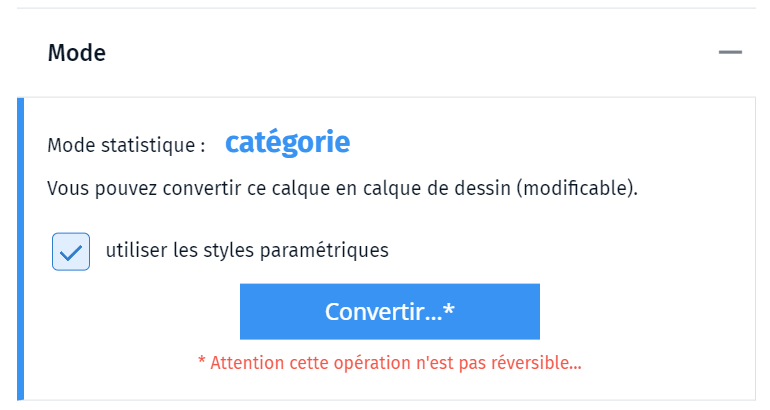 Mode
Mode statistique : catégorie
Vous pouvez convertir ce calque en calque de dessin (modificable).
utiliser les styles paramétriques
Convertir...*
* Attention cette opération n'est pas réversible...